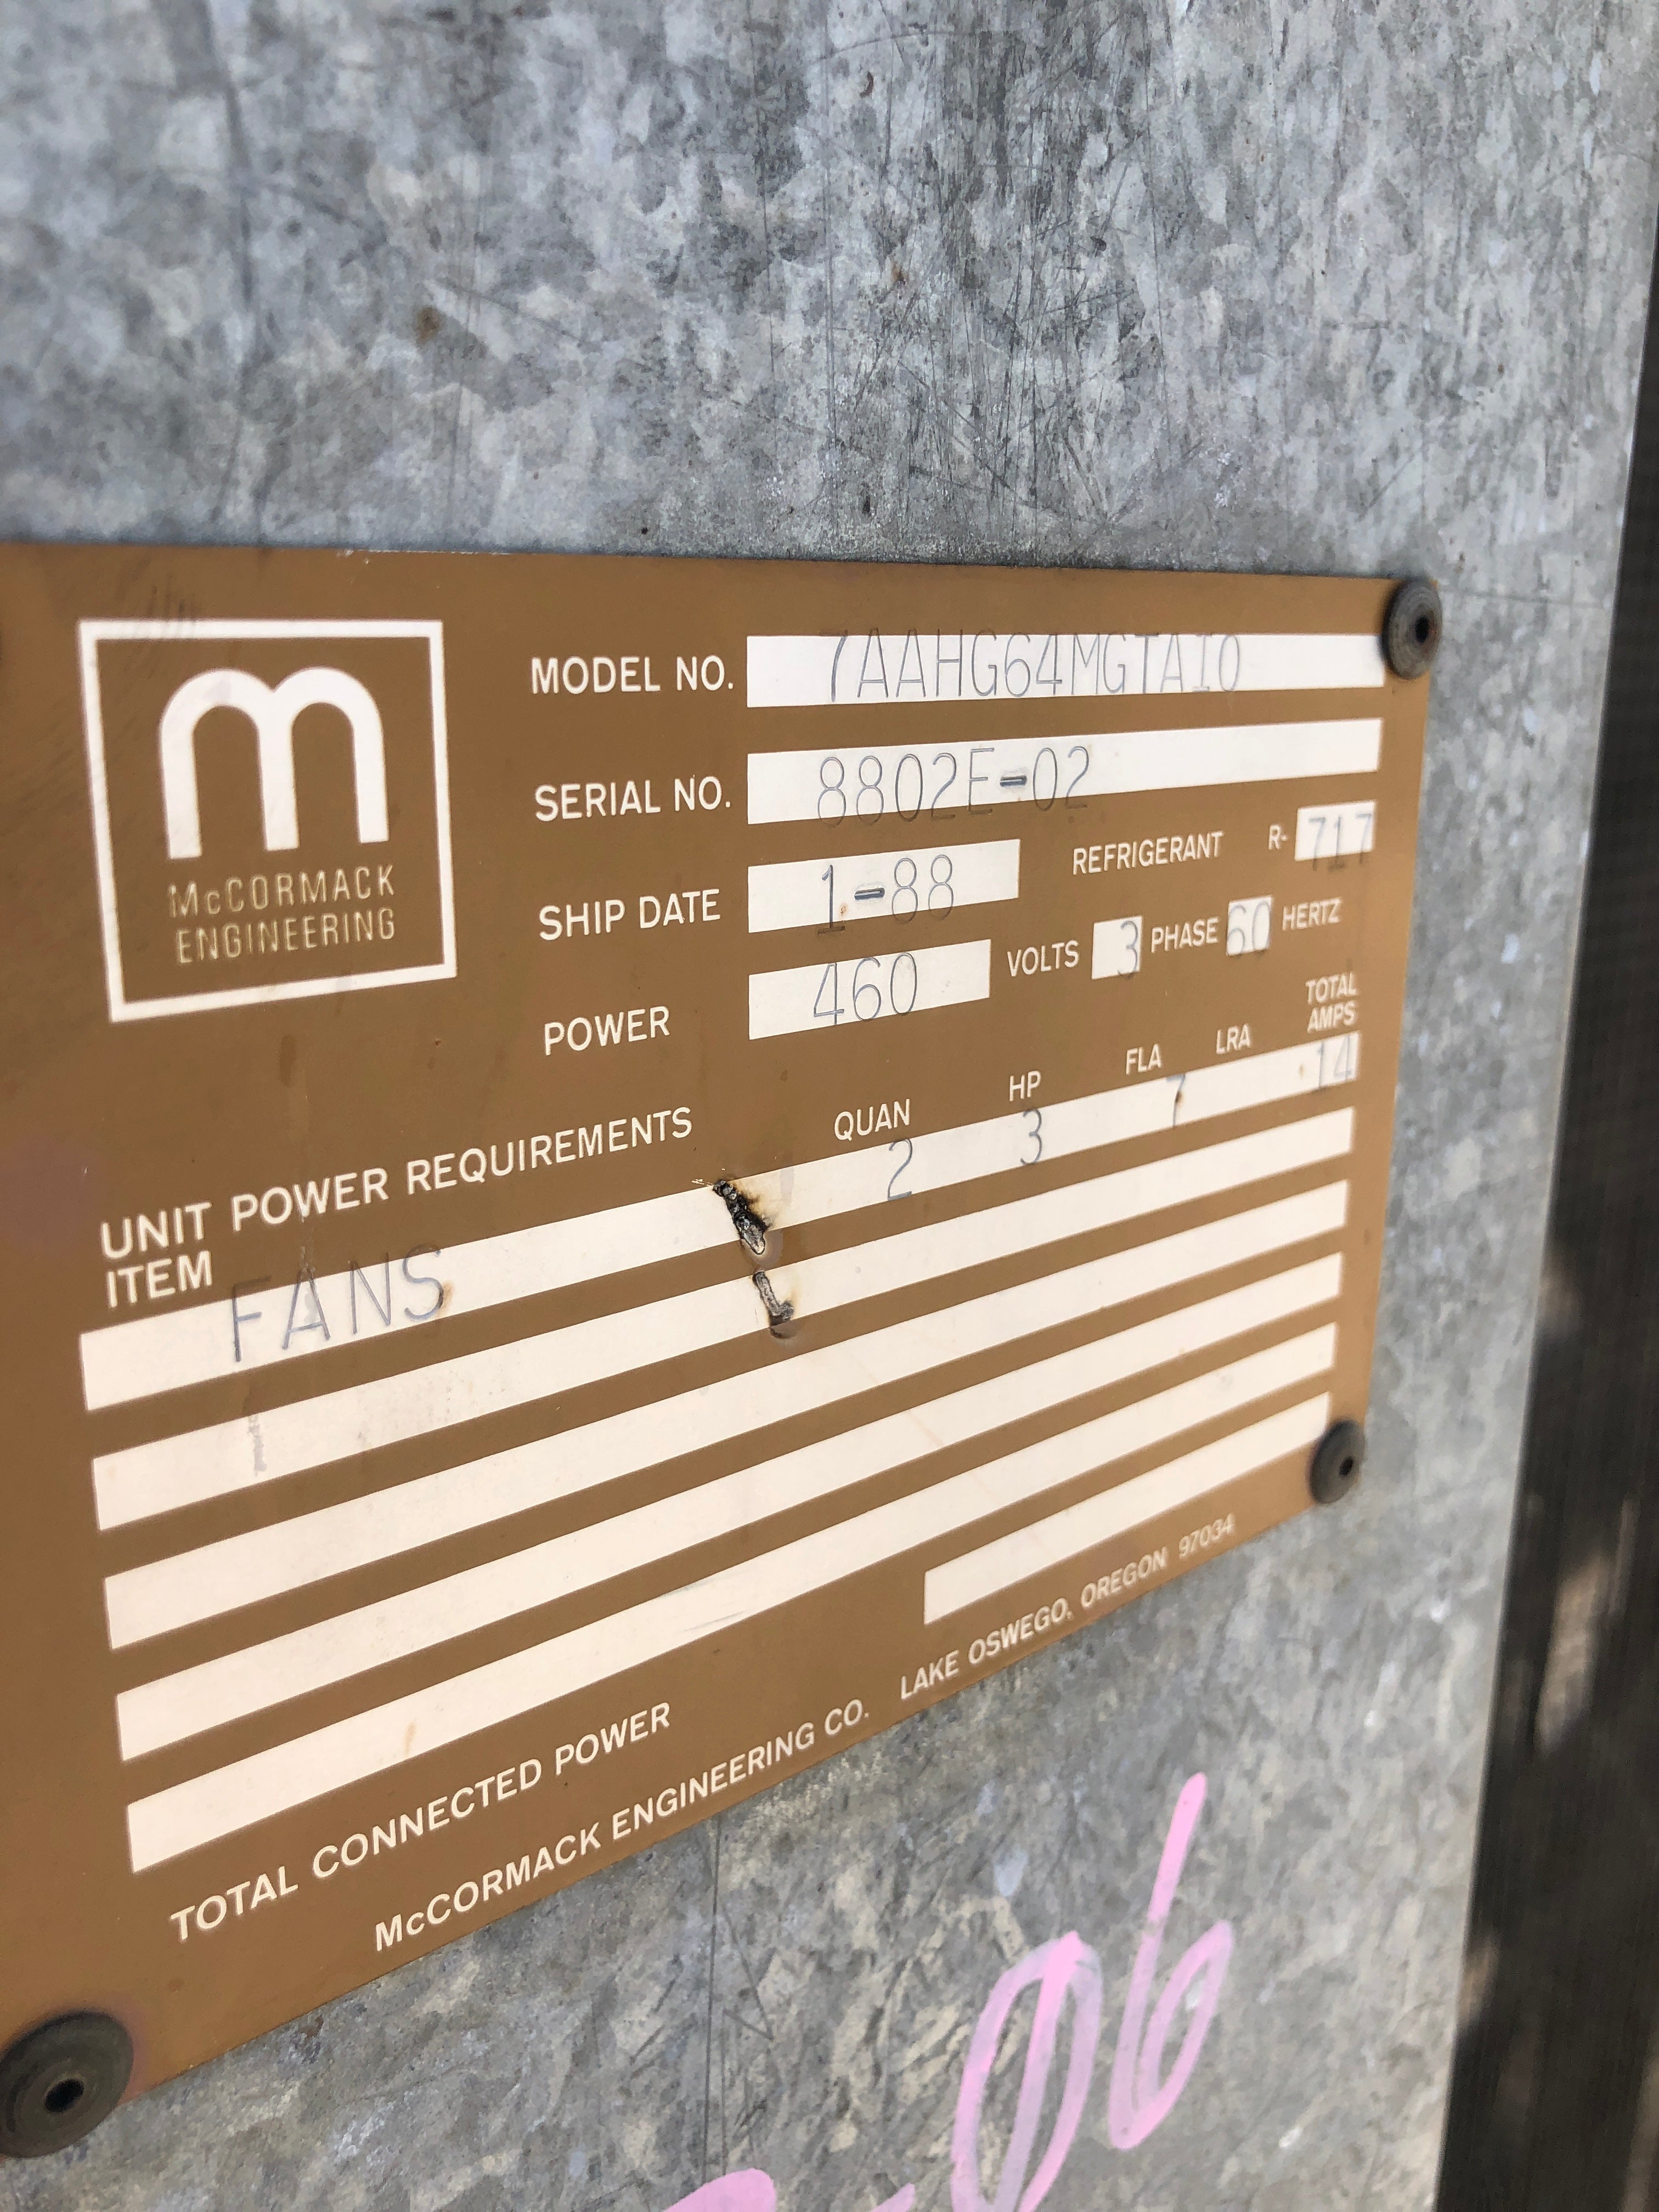 m
McCORMACK
ENGINEERING
MODEL NO. 7AAHG64MGTAIO
SERIAL NO. 8802E-02
SHIP DATE 1-88 REFRIGERANT R-717
POWER 460 VOLTS 3 PHASE 60 HERTZ
UNIT POWER REQUIREMENTS
ITEM QUAN HP FLA LRA TOTAL AMPS
FANS 2 3 7 14
TOTAL CONNECTED POWER
McCORMACK ENGINEERING CO. LAKE OSWEGO, OREGON 97034
06